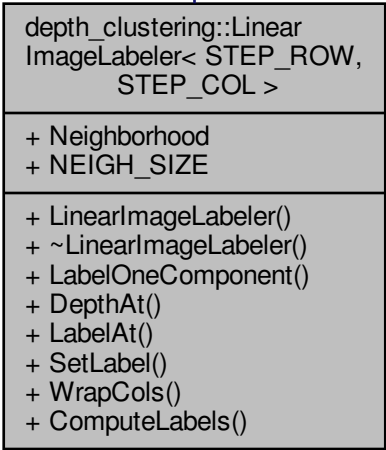 depth_clustering::Linear
ImageLabeler< STEP_ROW,
STEP_COL >
+ Neighborhood
+ NEIGH_SIZE
+ LinearImageLabeler()
+ ~LinearImageLabeler()
+ LabelOneComponent()
+ DepthAt()
+ LabelAt()
+ SetLabel()
+ WrapCols()
+ ComputeLabels()